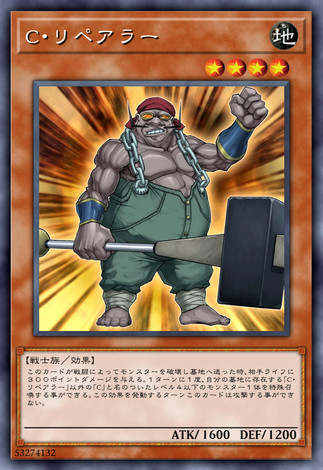 C・リペアラー
地
【戦士族／効果】
このカードが戦闘によってモンスターを破壊し墓地へ送った時、相手ライフに
３００ポイントダメージを与える。１ターンに１度、自分の墓地に存在する「C・
リペアラー」以外の「C」と名のついたレベル４以下のモンスター１体を特殊召
喚する事ができる。この効果を発動するターンこのカードは攻撃する事ができ
ない。
ATK/ 1600 DEF/1200
53274132